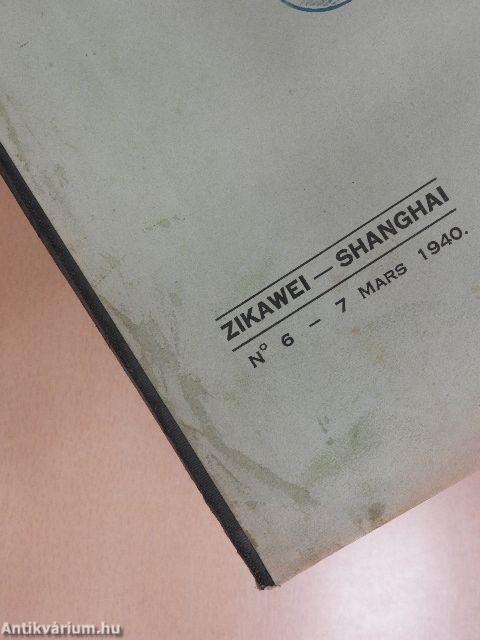 ZIKAWEI — SHANGHAI
N° 6 – 7 MARS 1940.
Antikvárium.hu